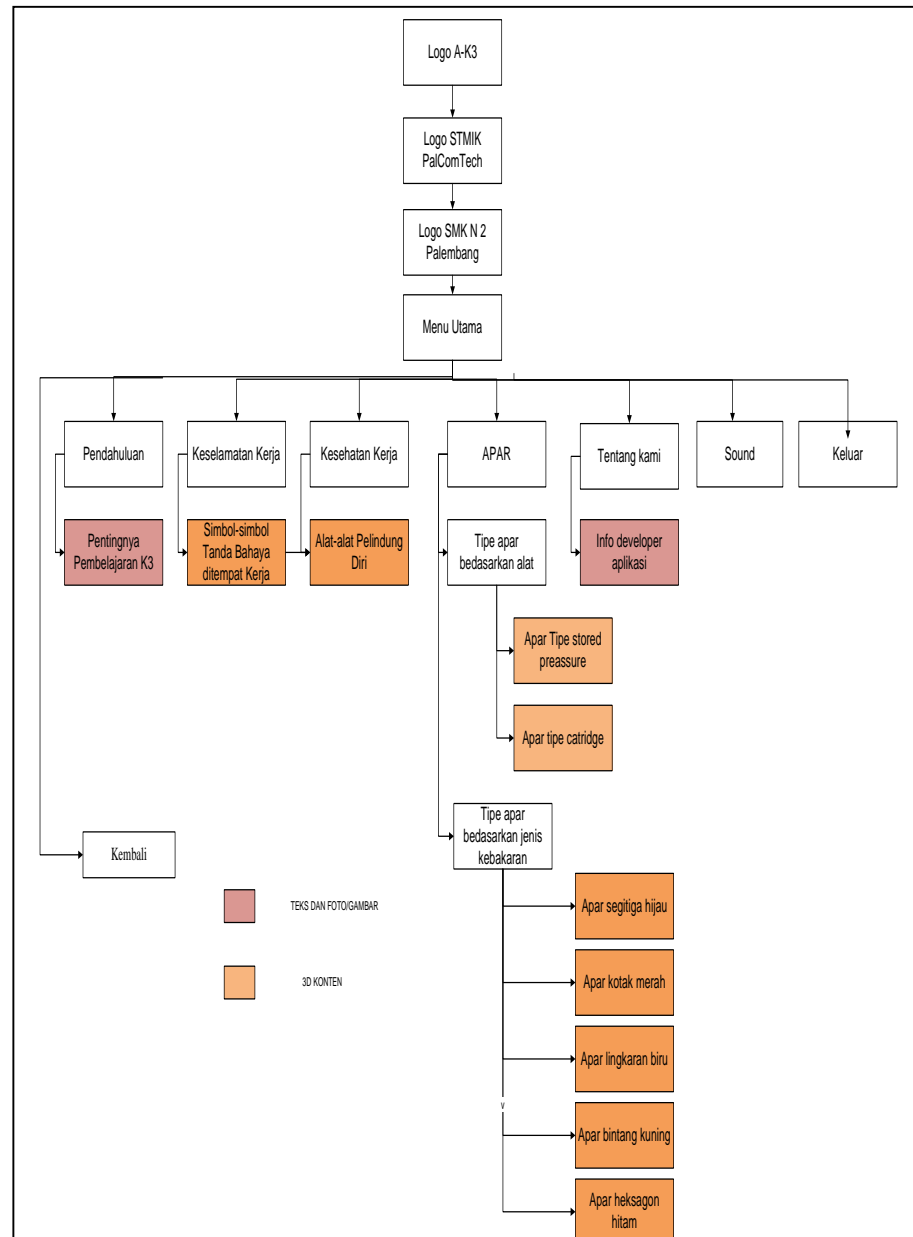 Logo A-K3
Logo STMIK
PalComTech
Logo SMK N 2
Palembang
Menu Utama
Pendahuluan
Keselamatan Kerja
Kesehatan Kerja
APAR
Tentang kami
Sound
Keluar
Pentingnya
Pembelajaran K3
Simbol-simbol
Tanda Bahaya
ditempat Kerja
Alat-alat Pelindung
Diri
Tipe apar
bedasarkan alat
Info developer
aplikasi
Apar Tipe stored
preassure
Apar tipe catridge
Tipe apar
bedasarkan jenis
kebakaran
Kembali
TEKS DAN FOTO/GAMBAR
3D KONTEN
Apar segitiga hijau
Apar kotak merah
Apar lingkaran biru
v
Apar bintang kuning
Apar heksagon
hitam